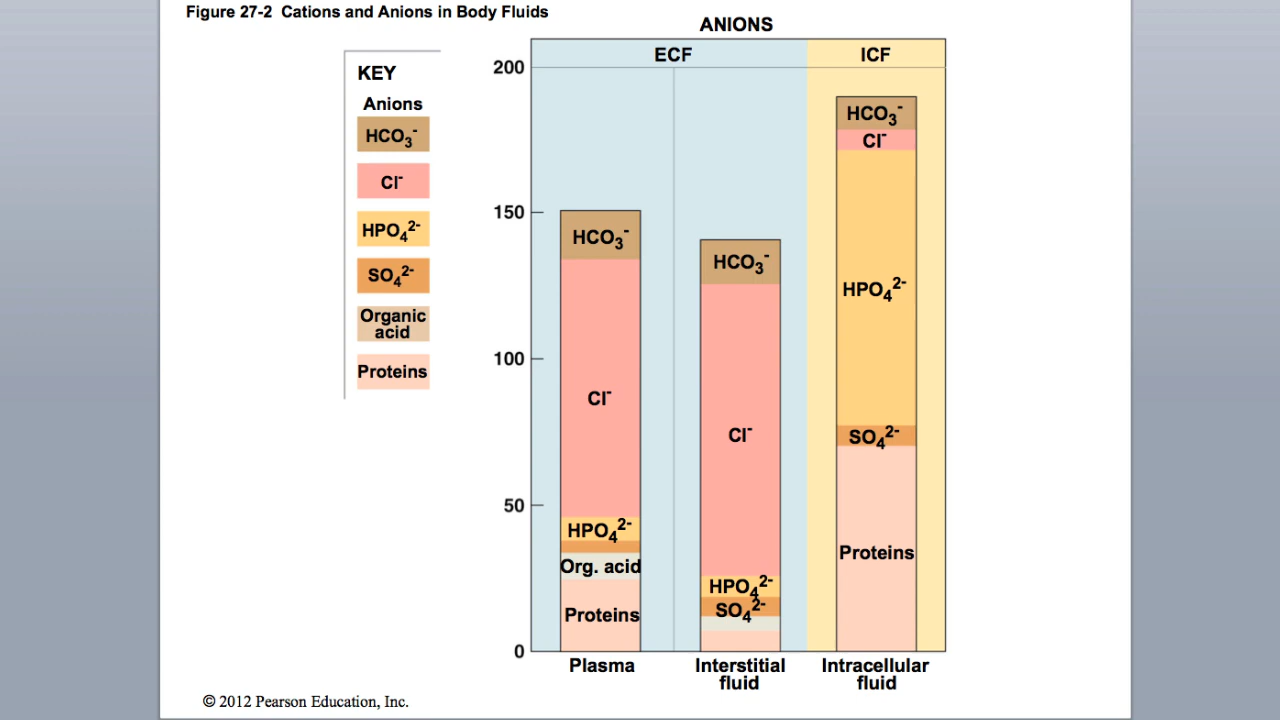 Figure 27-2 Cations and Anions in Body Fluids
ANIONS
KEY
Anions
HCO₃⁻
Cl⁻
HPO₄²⁻
SO₄²⁻
Organic
acid
Proteins
ECF
ICF
200
150
100
50
0
HCO₃⁻
Cl⁻
HPO₄²⁻
Org. acid
Proteins
Plasma
HCO₃⁻
Cl⁻
HPO₄²⁻
SO₄²⁻
Interstitial
fluid
HCO₃⁻
Cl⁻
HPO₄²⁻
SO₄²⁻
Proteins
Intracellular
fluid
© 2012 Pearson Education, Inc.